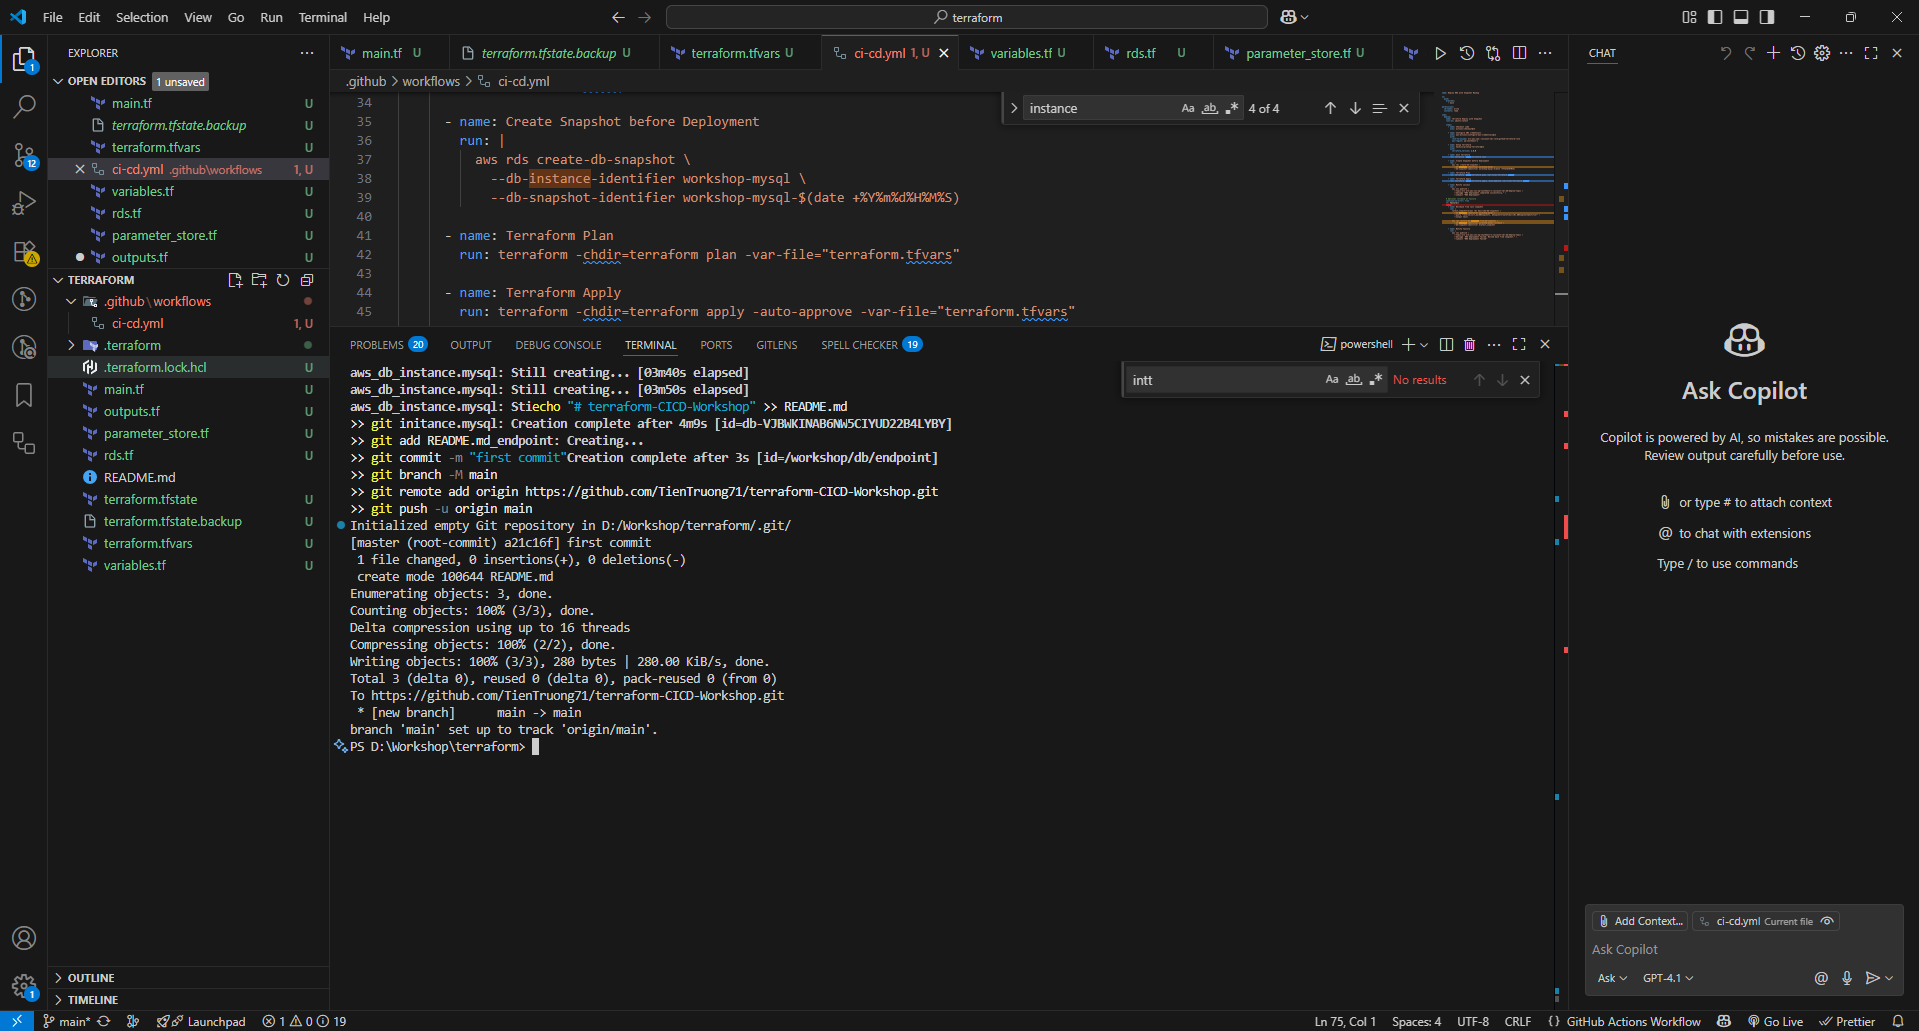 File Edit Selection View Go Run Terminal Help
terraform
EXPLORER
OPEN EDITORS 1 unsaved
main.tf U
terraform.tfstate.backup U
terraform.tfvars U
ci-cd.yml .github\workflows 1, U
variables.tf U
rds.tf U
parameter_store.tf U
outputs.tf U
TERRAFORM
.github\workflows
ci-cd.yml 1, U
.terraform
.terraform.lock.hcl U
main.tf U
outputs.tf U
parameter_store.tf U
rds.tf U
README.md
terraform.tfstate U
terraform.tfstate.backup U
terraform.tfvars U
variables.tf U
OUTLINE
TIMELINE
main.tf U terraform.tfstate.backup U terraform.tfvars U ci-cd.yml 1, U variables.tf U rds.tf U parameter_store.tf U
.github > workflows > ci-cd.yml
instance Aa ab 4 of 4
34
35 - name: Create Snapshot before Deployment
36 run: |
37 aws rds create-db-snapshot \
38 --db-instance-identifier workshop-mysql \
39 --db-snapshot-identifier workshop-mysql-$(date +%Y%m%d%H%M%S)
40
41 - name: Terraform Plan
42 run: terraform -chdir=terraform plan -var-file="terraform.tfvars"
43
44 - name: Terraform Apply
45 run: terraform -chdir=terraform apply -auto-approve -var-file="terraform.tfvars"
PROBLEMS 20 OUTPUT DEBUG CONSOLE TERMINAL PORTS GITLENS SPELL CHECKER 19 powershell
intt Aa ab No results
aws_db_instance.mysql: Still creating... [03m40s elapsed]
aws_db_instance.mysql: Still creating... [03m50s elapsed]
aws_db_instance.mysql: Stiecho "# terraform-CICD-Workshop" >> README.md
>> git initance.mysql: Creation complete after 4m9s [id=db-VJBWKINAB6NW5CIYUD22B4LYBY]
>> git add README.md_endpoint: Creating...
>> git commit -m "first commit"Creation complete after 3s [id=/workshop/db/endpoint]
>> git branch -M main
>> git remote add origin https://github.com/TienTruong71/terraform-CICD-Workshop.git
>> git push -u origin main
Initialized empty Git repository in D:/Workshop/terraform/.git/
[master (root-commit) a21c16f] first commit
1 file changed, 0 insertions(+), 0 deletions(-)
create mode 100644 README.md
Enumerating objects: 3, done.
Counting objects: 100% (3/3), done.
Delta compression using up to 16 threads
Compressing objects: 100% (2/2), done.
Writing objects: 100% (3/3), 280 bytes | 280.00 KiB/s, done.
Total 3 (delta 0), reused 0 (delta 0), pack-reused 0 (from 0)
To https://github.com/TienTruong71/terraform-CICD-Workshop.git
* [new branch] main -> main
branch 'main' set up to track 'origin/main'.
PS D:\Workshop\terraform>
CHAT
Ask Copilot
Copilot is powered by AI, so mistakes are possible.
Review output carefully before use.
or type # to attach context
@ to chat with extensions
Type / to use commands
Add Context... ci-cd.yml Current file
Ask Copilot
Ask GPT-4.1
1
12
1
main* Launchpad 1 0 19
Ln 75, Col 1 Spaces: 4 UTF-8 CRLF {} GitHub Actions Workflow Go Live Prettier